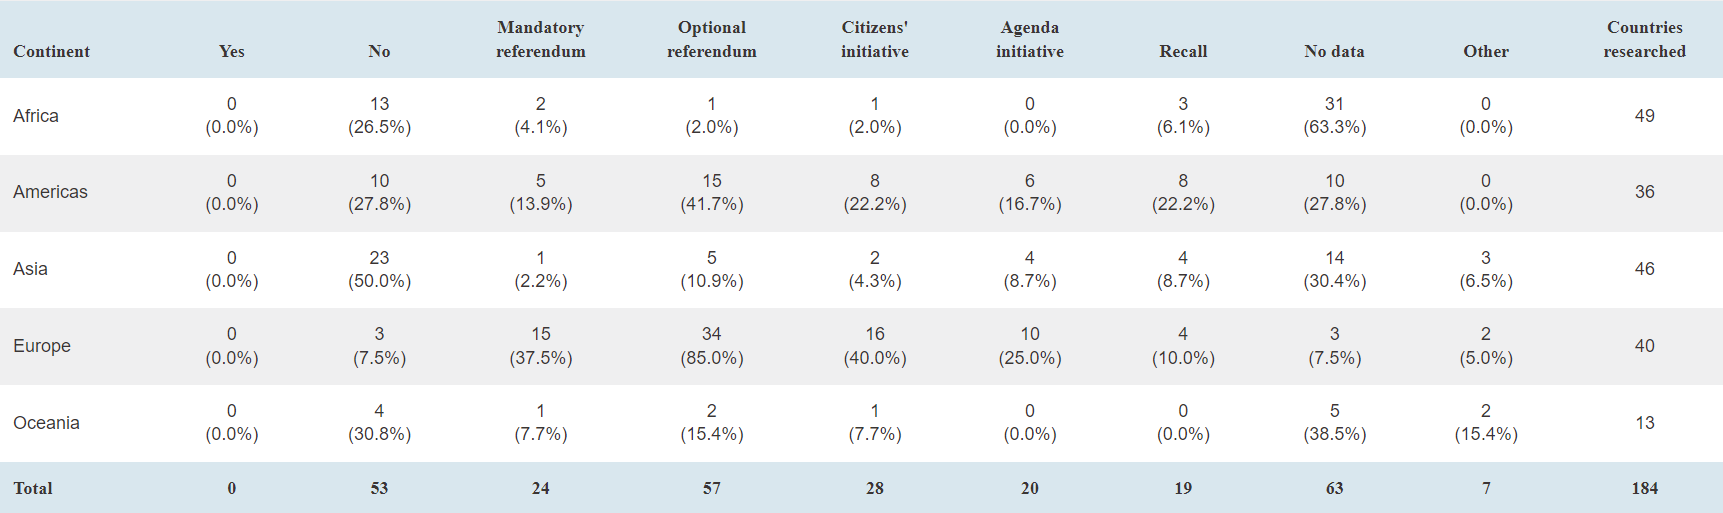 Continent Yes No Mandatory referendum Optional referendum Citizens' initiative Agenda initiative Recall No data Other Countries researched
Africa 0 (0.0%) 13 (26.5%) 2 (4.1%) 1 (2.0%) 1 (2.0%) 0 (0.0%) 3 (6.1%) 31 (63.3%) 0 (0.0%) 49
Americas 0 (0.0%) 10 (27.8%) 5 (13.9%) 15 (41.7%) 8 (22.2%) 6 (16.7%) 8 (22.2%) 10 (27.8%) 0 (0.0%) 36
Asia 0 (0.0%) 23 (50.0%) 1 (2.2%) 5 (10.9%) 2 (4.3%) 4 (8.7%) 4 (8.7%) 14 (30.4%) 3 (6.5%) 46
Europe 0 (0.0%) 3 (7.5%) 15 (37.5%) 34 (85.0%) 16 (40.0%) 10 (25.0%) 4 (10.0%) 3 (7.5%) 2 (5.0%) 40
Oceania 0 (0.0%) 4 (30.8%) 1 (7.7%) 2 (15.4%) 1 (7.7%) 0 (0.0%) 0 (0.0%) 5 (38.5%) 2 (15.4%) 13
Total 0 53 24 57 28 20 19 63 7 184